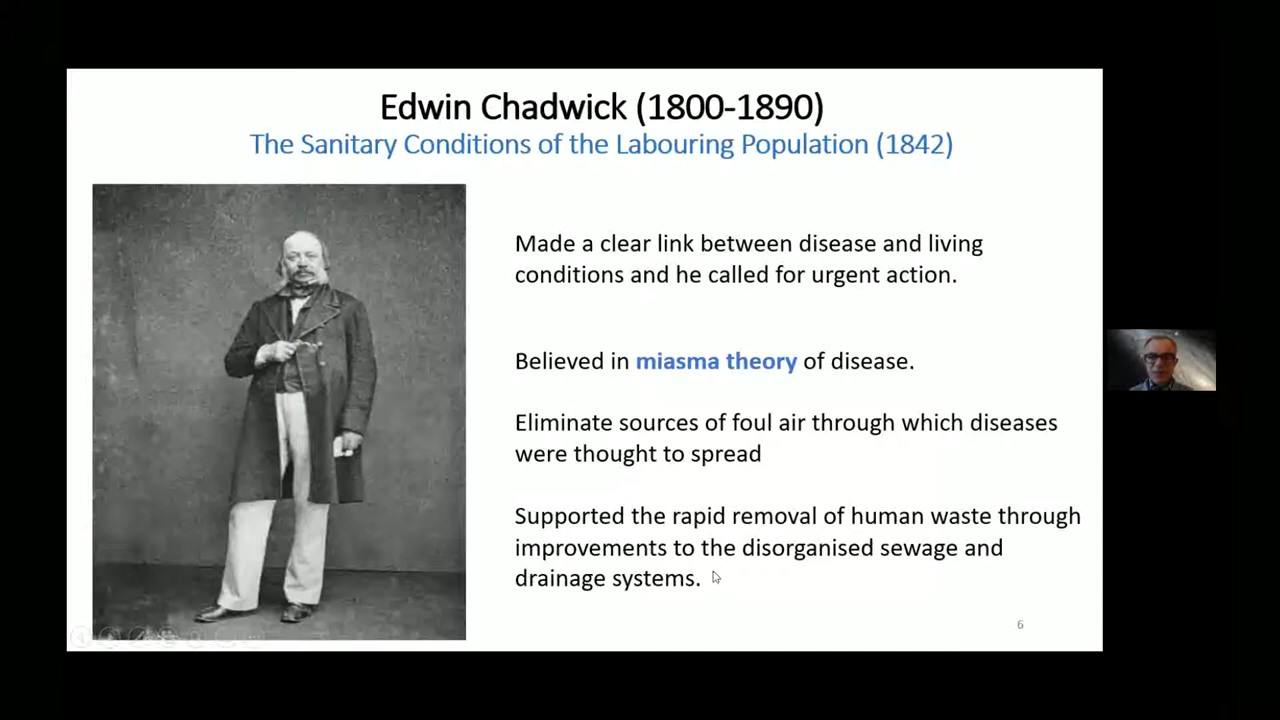 Edwin Chadwick (1800-1890)
The Sanitary Conditions of the Labouring Population (1842)
Made a clear link between disease and living
conditions and he called for urgent action.
Believed in miasma theory of disease.
Eliminate sources of foul air through which diseases
were thought to spread
Supported the rapid removal of human waste through
improvements to the disorganised sewage and
drainage systems.
6